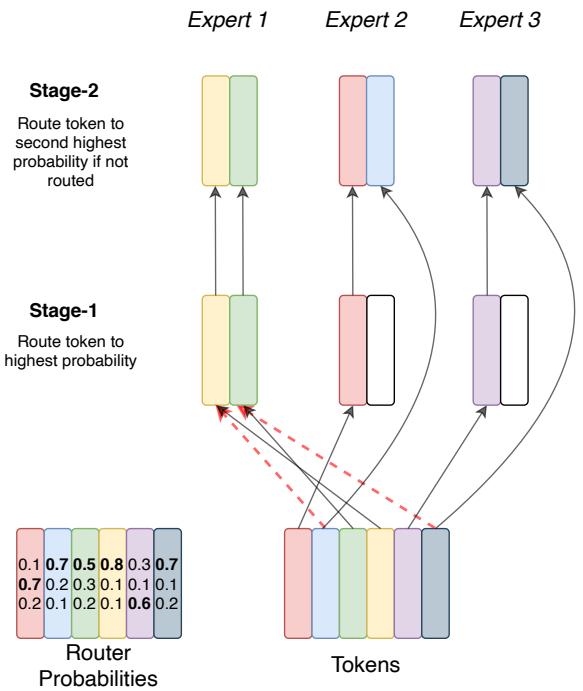 Expert 1 Expert 2 Expert 3
Stage-2
Route token to
second highest
probability if not
routed
Stage-1
Route token to
highest probability
0.1 0.7 0.5 0.8 0.3 0.7
0.7 0.2 0.3 0.1 0.1 0.1
0.2 0.1 0.2 0.1 0.6 0.2
Router
Probabilities
Tokens